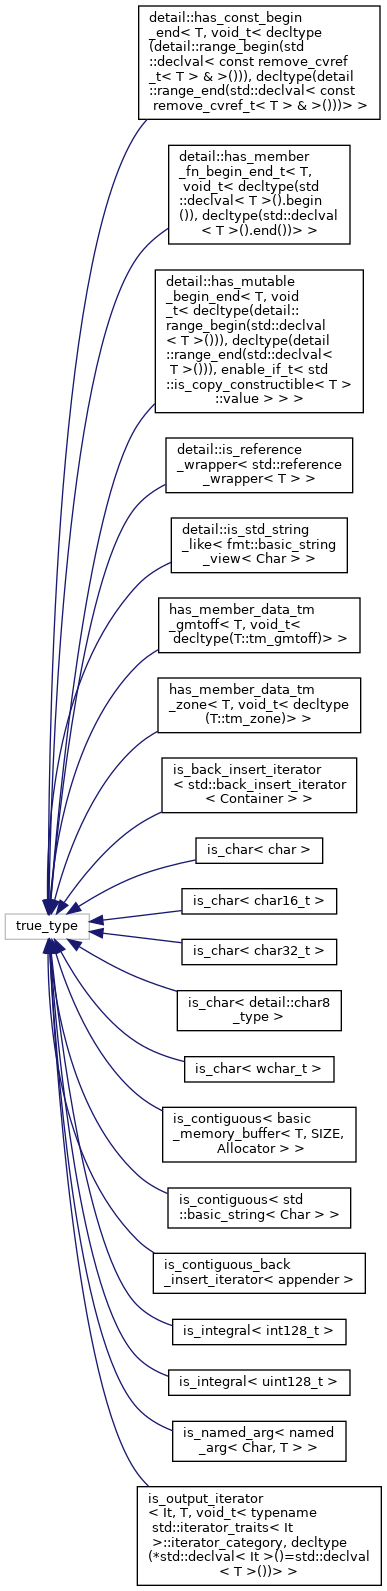 detail::has_const_begin
_end< T, void_t< decltype
(detail::range_begin(std
::declval< const remove_cvref
_t< T > & >())), decltype(detail
::range_end(std::declval< const
remove_cvref_t< T > & >()))> >
detail::has_member
_fn_begin_end_t< T,
void_t< decltype(std
::declval< T >().begin
()), decltype(std::declval
< T >().end())> >
detail::has_mutable
_begin_end< T, void
_t< decltype(detail::
range_begin(std::declval
< T >())), decltype(detail
::range_end(std::declval<
T >())), enable_if_t< std
::is_copy_constructible< T >
::value > > >
detail::is_reference
_wrapper< std::reference
_wrapper< T > >
detail::is_std_string
_like< fmt::basic_string
_view< Char > >
has_member_data_tm
_gmtoff< T, void_t<
decltype(T::tm_gmtoff)> >
has_member_data_tm
_zone< T, void_t< decltype
(T::tm_zone)> >
is_back_insert_iterator
< std::back_insert_iterator
< Container > >
is_char< char >
is_char< char16_t >
true_type
is_char< char32_t >
is_char< detail::char8
_type >
is_char< wchar_t >
is_contiguous< basic
_memory_buffer< T, SIZE,
Allocator > >
is_contiguous< std
::basic_string< Char > >
is_contiguous_back
_insert_iterator< appender >
is_integral< int128_t >
is_integral< uint128_t >
is_named_arg< named
_arg< Char, T > >
is_output_iterator
< It, T, void_t< typename
std::iterator_traits< It
>::iterator_category, decltype
(*std::declval< It >()=std::declval
< T >())> >